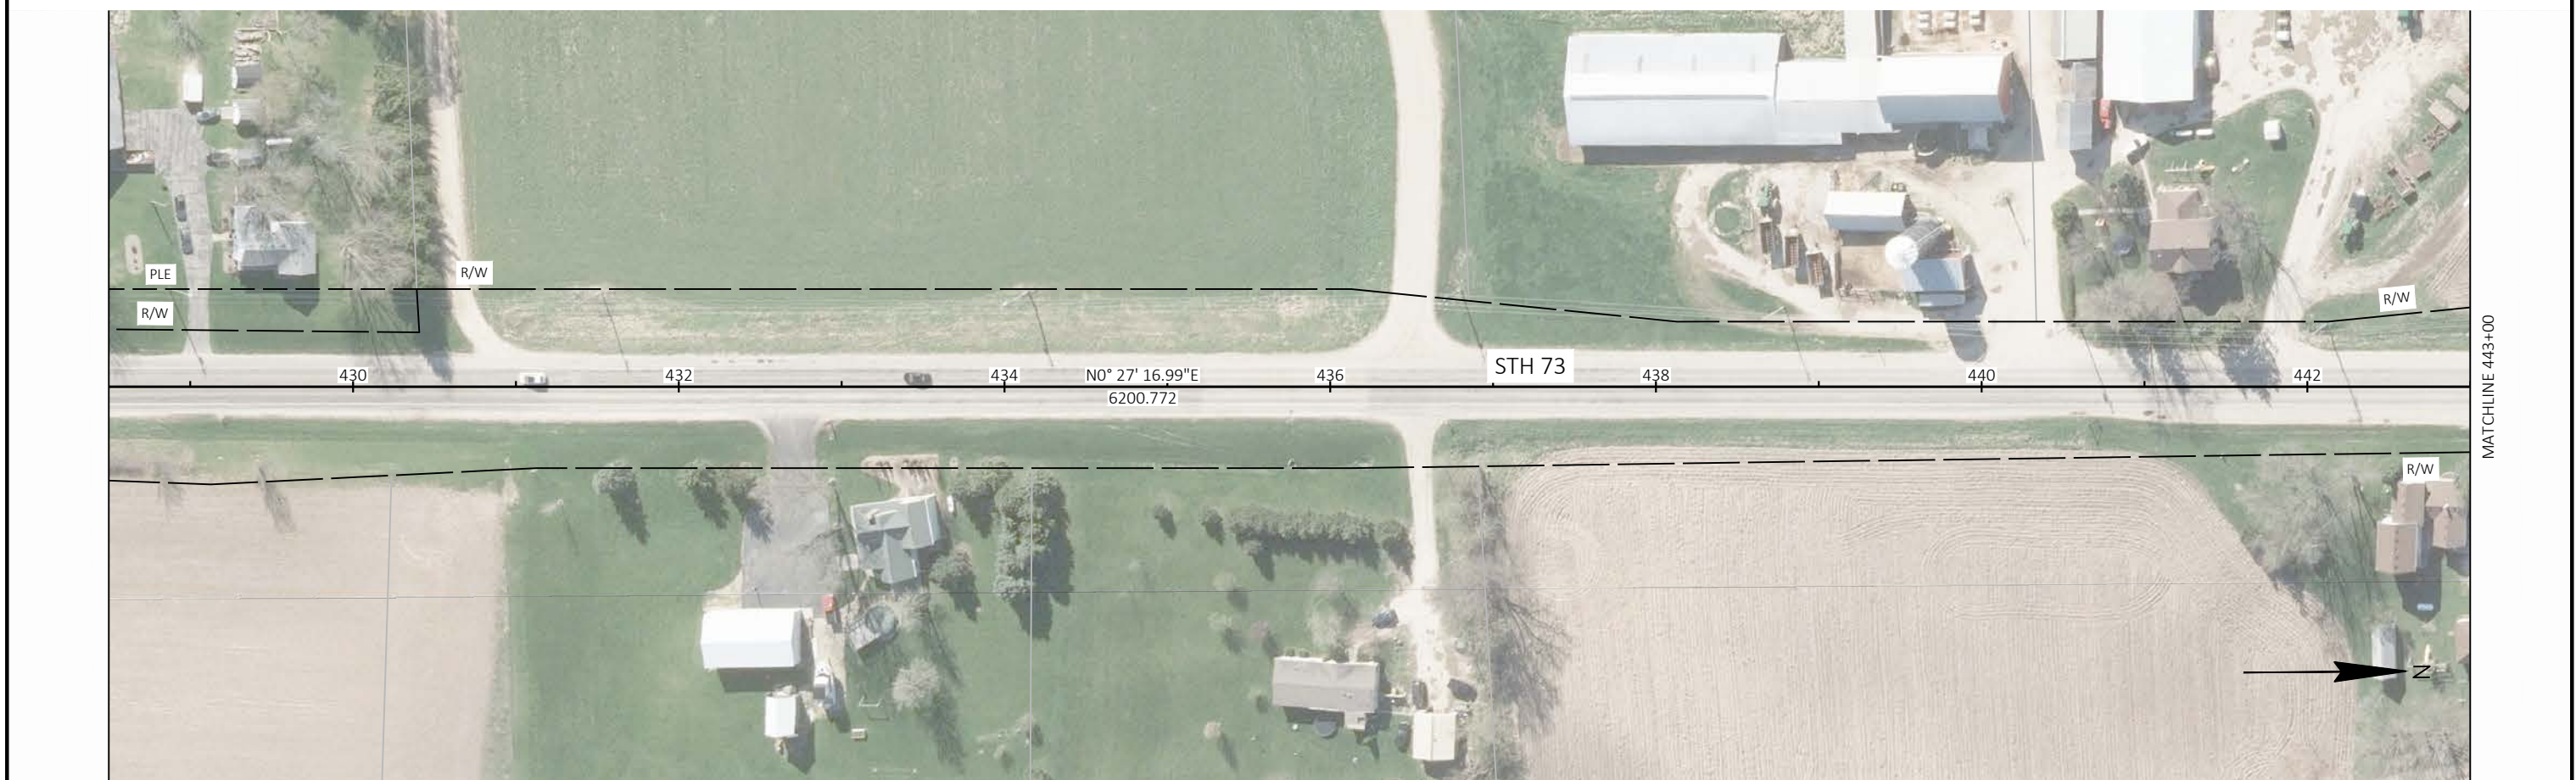 PLE
R/W
R/W
R/W
STH 73
430
432
434
N0° 27' 16.99"E
436
438
440
442
6200.772
MATCHLINE 443+00
R/W
N